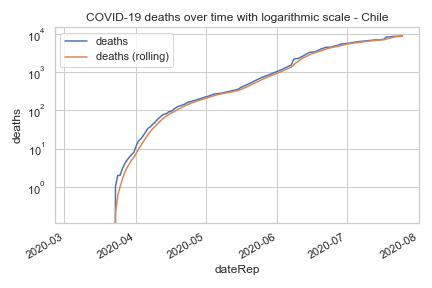 COVID-19 deaths over time with logarithmic scale - Chile
deaths
deaths (rolling)
10⁴
10³
10²
10¹
10⁰
deaths
2020-03
2020-04
2020-05
2020-06
2020-07
2020-08
dateRep